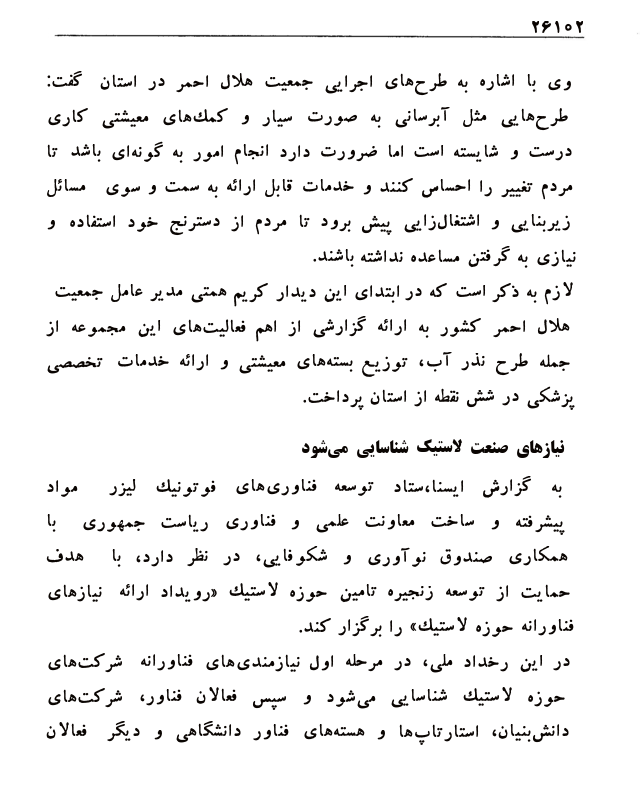 ۲۶۱۰۲
وی با اشاره به طرح‌های اجرایی جمعیت هلال احمر در استان گفت:
طرح‌هایی مثل آبرسانی به صورت سیار و کمك‌های معیشتی کاری
درست و شایسته است اما ضرورت دارد انجام امور به گونه‌ای باشد تا
مردم تغییر را احساس کنند و خدمات قابل ارائه به سمت و سوی مسائل
زیربنایی و اشتغال‌زایی پیش برود تا مردم از دسترنج خود استفاده و
نیازی به گرفتن مساعده نداشته باشند.
لازم به ذکر است که در ابتدای این دیدار کریم همتی مدیر عامل جمعیت
هلال احمر کشور به ارائه گزارشی از اهم فعالیت‌های این مجموعه از
جمله طرح نذر آب، توزیع بسته‌های معیشتی و ارائه خدمات تخصصی
پزشکی در شش نقطه از استان پرداخت.
نیازهای صنعت لاستیک شناسایی می‌شود
به گزارش ایسنا،ستاد توسعه فناوری‌های فوتونیك لیزر مواد
پیشرفته و ساخت معاونت علمی و فناوری ریاست جمهوری با
همکاری صندوق نوآوری و شکوفایی، در نظر دارد، با هدف
حمایت از توسعه زنجیره تامین حوزه لاستیك «رویداد ارائه نیازهای
فناورانه حوزه لاستیك» را برگزار کند.
در این رخداد ملی، در مرحله اول نیازمندی‌های فناورانه شرکت‌های
حوزه لاستیك شناسایی می‌شود و سپس فعالان فناور، شرکت‌های
دانش‌بنیان، استارتاپ‌ها و هسته‌های فناور دانشگاهی و دیگر فعالان